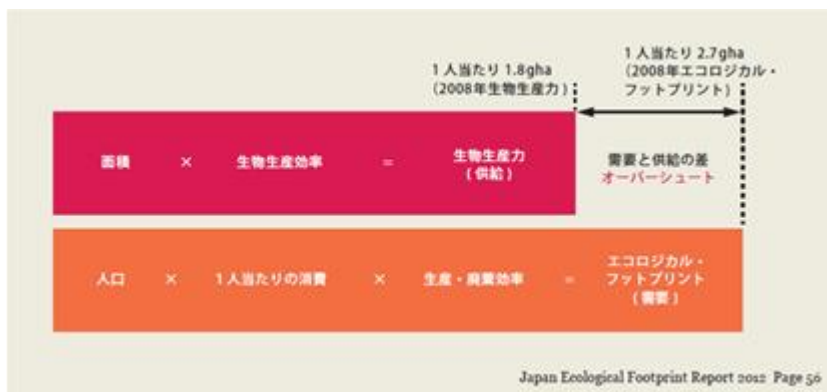 1人当たり 1.8gha
(2008年生物生産力)
1人当たり 2.7gha
(2008年エコロジカル・
フットプリント)
面積 × 生物生産効率 = 生物生産力
(供給)
需要と供給の差
オーバーシュート
人口 × 1人当たりの消費 × 生産・廃棄効率 = エコロジカル・
フットプリント
(需要)
Japan Ecological Footprint Report 2012 Page 56